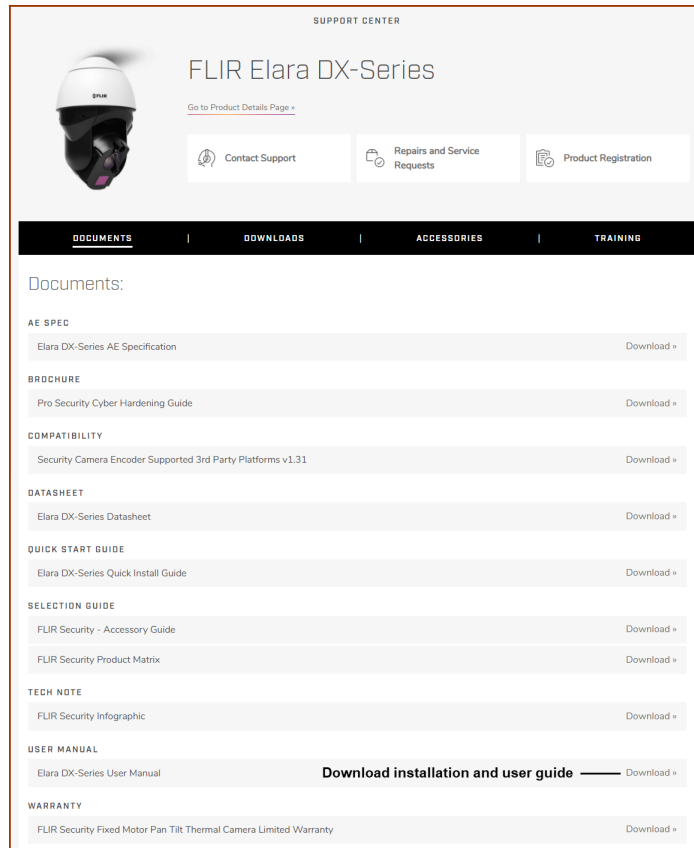 SUPPORT CENTER
FLIR Elara DX-Series
Go to Product Details Page »
Contact Support
Repairs and Service
Requests
Product Registration
FLIR
DOCUMENTS | DOWNLOADS | ACCESSORIES | TRAINING
Documents:
AE SPEC
Elara DX-Series AE Specification Download »
BROCHURE
Pro Security Cyber Hardening Guide Download »
COMPATIBILITY
Security Camera Encoder Supported 3rd Party Platforms v1.31 Download »
DATASHEET
Elara DX-Series Datasheet Download »
QUICK START GUIDE
Elara DX-Series Quick Install Guide Download »
SELECTION GUIDE
FLIR Security - Accessory Guide Download »
FLIR Security Product Matrix Download »
TECH NOTE
FLIR Security Infographic Download »
USER MANUAL
Elara DX-Series User Manual Download installation and user guide Download »
WARRANTY
FLIR Security Fixed Motor Pan Tilt Thermal Camera Limited Warranty Download »